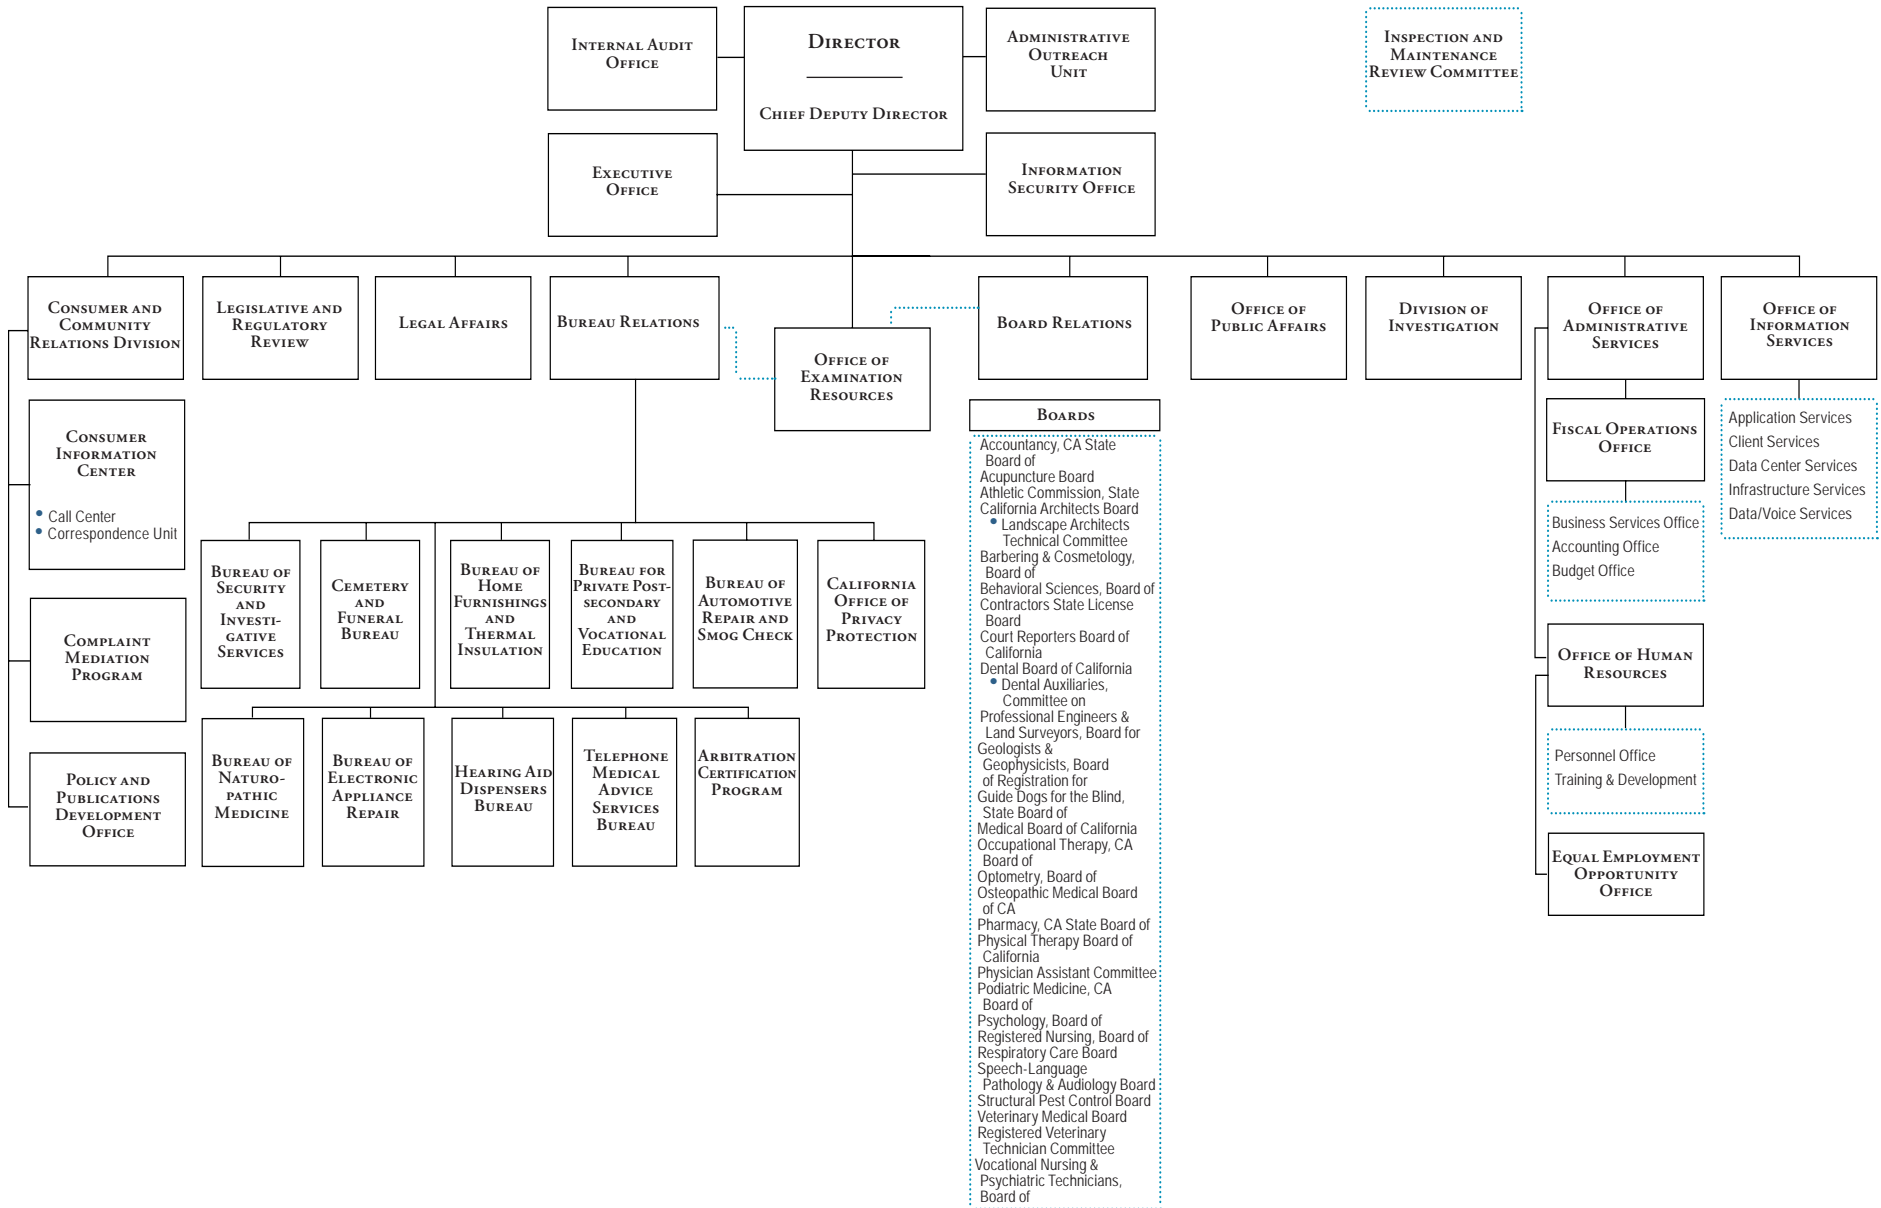 INTERNAL AUDIT
OFFICE
DIRECTOR
CHIEF DEPUTY DIRECTOR
ADMINISTRATIVE
OUTREACH
UNIT
INSPECTION AND
MAINTENANCE
REVIEW COMMITTEE
EXECUTIVE
OFFICE
INFORMATION
SECURITY OFFICE
CONSUMER AND
COMMUNITY
RELATIONS DIVISION
LEGISLATIVE AND
REGULATORY
REVIEW
LEGAL AFFAIRS
BUREAU RELATIONS
OFFICE OF
EXAMINATION
RESOURCES
BOARD RELATIONS
OFFICE OF
PUBLIC AFFAIRS
DIVISION OF
INVESTIGATION
OFFICE OF
ADMINISTRATIVE
SERVICES
OFFICE OF
INFORMATION
SERVICES
CONSUMER
INFORMATION
CENTER
• Call Center
• Correspondence Unit
COMPLAINT
MEDIATION
PROGRAM
POLICY AND
PUBLICATIONS
DEVELOPMENT
OFFICE
BUREAU OF
SECURITY
AND
INVESTI-
GATIVE
SERVICES
CEMETERY
AND
FUNERAL
BUREAU
BUREAU OF
HOME
FURNISHINGS
AND
THERMAL
INSULATION
BUREAU FOR
PRIVATE POST-
SECONDARY
AND
VOCATIONAL
EDUCATION
BUREAU OF
AUTOMOTIVE
REPAIR AND
SMOG CHECK
CALIFORNIA
OFFICE OF
PRIVACY
PROTECTION
BUREAU OF
NATURO-
PATHIC
MEDICINE
BUREAU OF
ELECTRONIC
APPLIANCE
REPAIR
HEARING AID
DISPENSERS
BUREAU
TELEPHONE
MEDICAL
ADVICE
SERVICES
BUREAU
ARBITRATION
CERTIFICATION
PROGRAM
BOARDS
Accountancy, CA State
Board of
Acupuncture Board
Athletic Commission, State
California Architects Board
• Landscape Architects
Technical Committee
Barbering & Cosmetology,
Board of
Behavioral Sciences, Board of
Contractors State License
Board
Court Reporters Board of
California
Dental Board of California
• Dental Auxiliaries,
Committee on
Professional Engineers &
Land Surveyors, Board for
Geologists &
Geophysicists, Board
of Registration for
Guide Dogs for the Blind,
State Board of
Medical Board of California
Occupational Therapy, CA
Board of
Optometry, Board of
Osteopathic Medical Board
of CA
Pharmacy, CA State Board of
Physical Therapy Board of
California
Physician Assistant Committee
Podiatric Medicine, CA
Board of
Psychology, Board of
Registered Nursing, Board of
Respiratory Care Board
Speech-Language
Pathology & Audiology Board
Structural Pest Control Board
Veterinary Medical Board
Registered Veterinary
Technician Committee
Vocational Nursing &
Psychiatric Technicians,
Board of
FISCAL OPERATIONS
OFFICE
Business Services Office
Accounting Office
Budget Office
OFFICE OF HUMAN
RESOURCES
Personnel Office
Training & Development
EQUAL EMPLOYMENT
OPPORTUNITY
OFFICE
Application Services
Client Services
Data Center Services
Infrastructure Services
Data/Voice Services